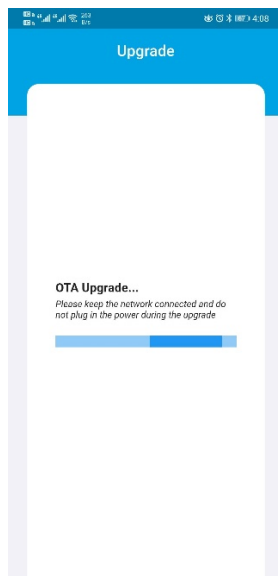 4:08
Upgrade
OTA Upgrade...
Please keep the network connected and do
not plug in the power during the upgrade